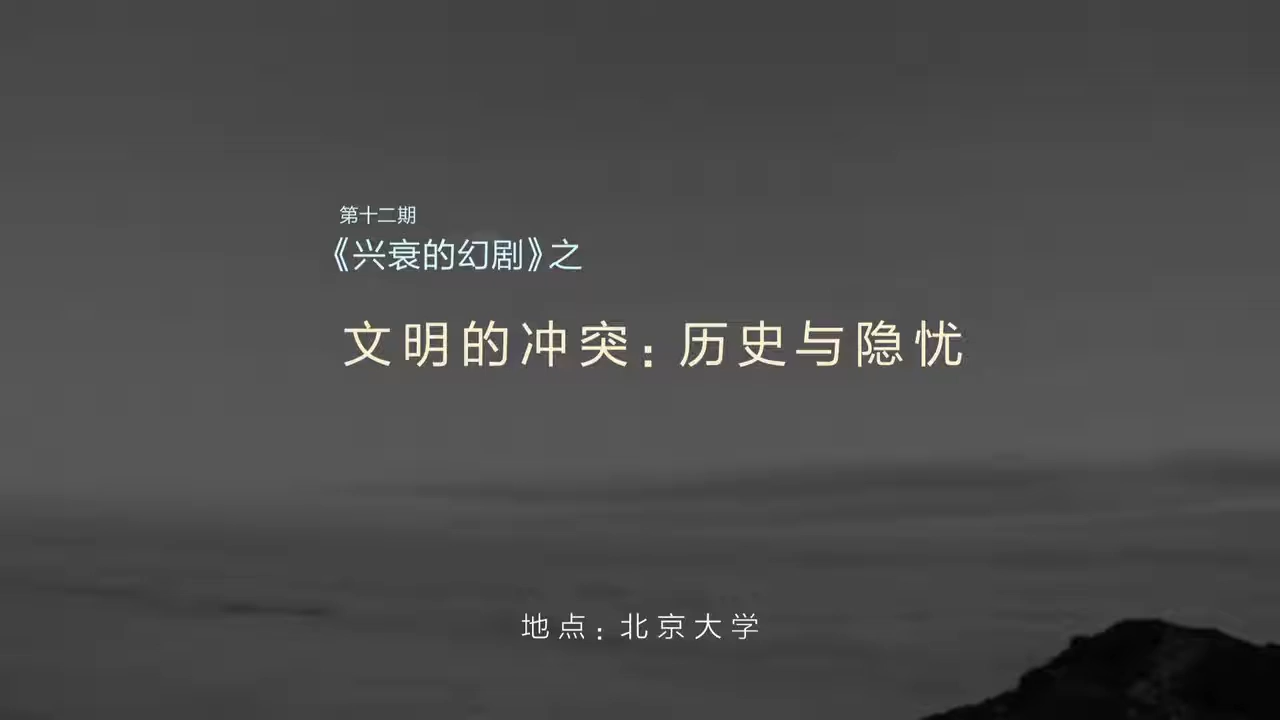 第十二期
《兴衰的幻剧》之
文明的冲突：历史与隐忧
地点：北京大学